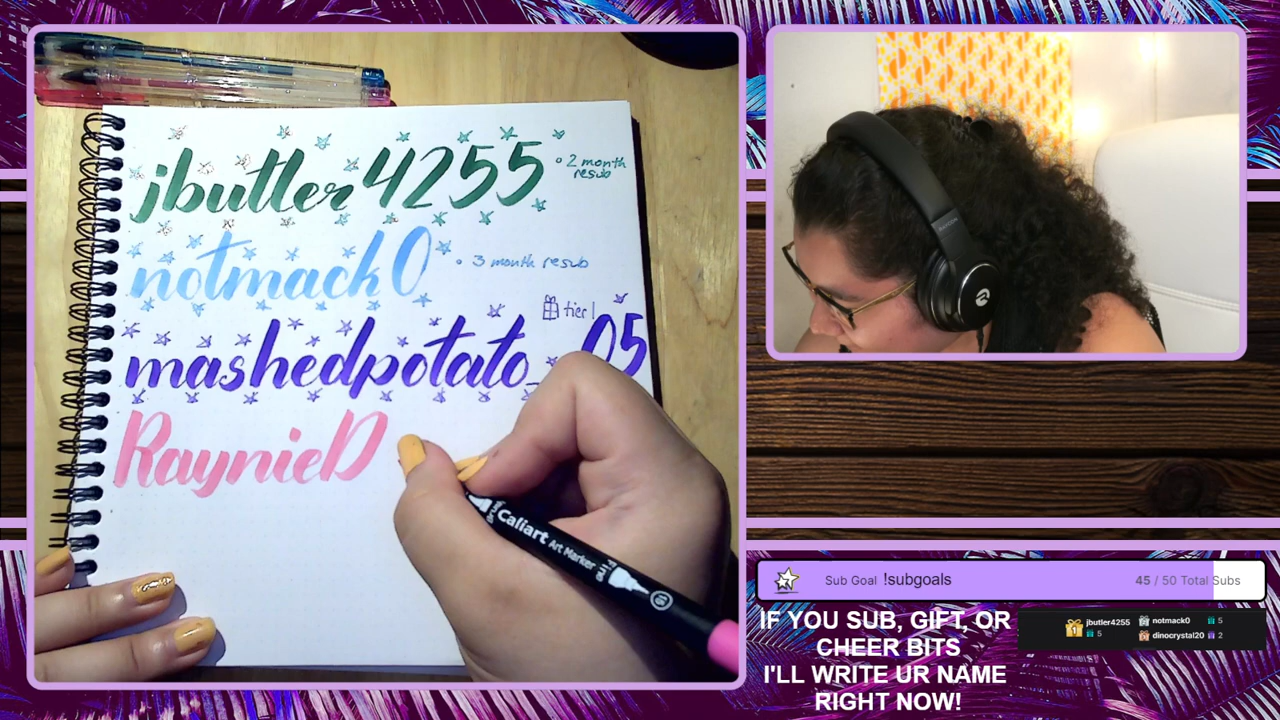 jbutler4255
• 2 month
resub
notmack0
• 3 month resub
tier 1
mashedpotato_05
RaynieD
Caliart Art Marker
Sub Goal !subgoals 45 / 50 Total Subs
IF YOU SUB, GIFT, OR
CHEER BITS
I'LL WRITE UR NAME
RIGHT NOW!
1 jbutler4255 5
notmack0 5
dinocrystal20 2